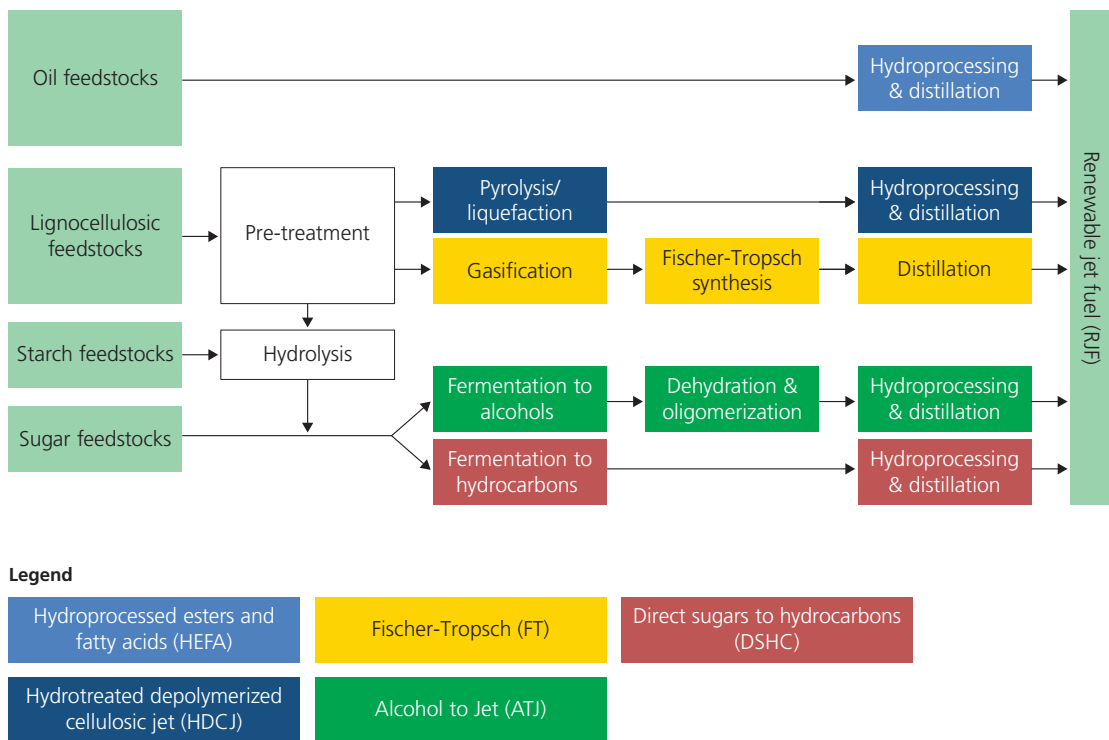 Oil feedstocks
Hydroprocessing
& distillation
Lignocellulosic
feedstocks
Pre-treatment
Pyrolysis/
liquefaction
Hydroprocessing
& distillation
Gasification
Fischer-Tropsch
synthesis
Distillation
Starch feedstocks
Hydrolysis
Sugar feedstocks
Fermentation to
alcohols
Dehydration &
oligomerization
Hydroprocessing
& distillation
Fermentation to
hydrocarbons
Hydroprocessing
& distillation
Renewable jet fuel (RJF)
Legend
Hydroprocessed esters and
fatty acids (HEFA)
Fischer-Tropsch (FT)
Direct sugars to hydrocarbons
(DSHC)
Hydrotreated depolymerized
cellulosic jet (HDCJ)
Alcohol to Jet (ATJ)